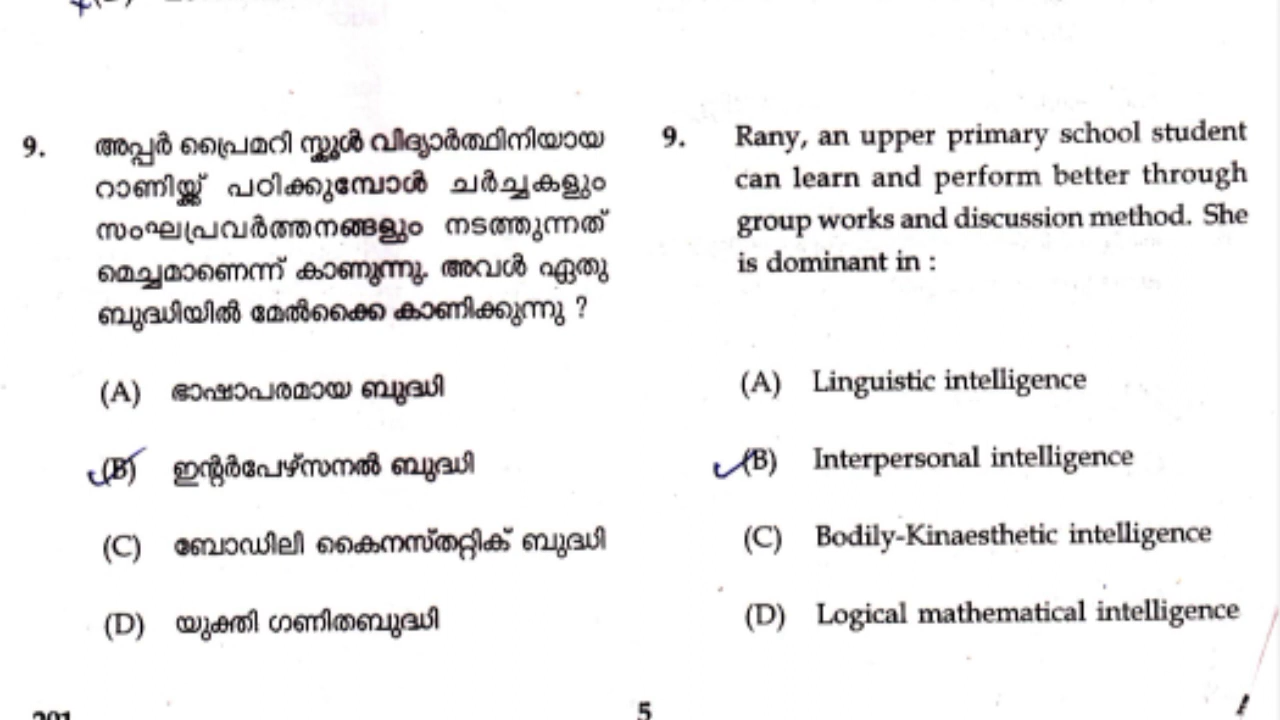 9. അപ്പർ പ്രൈമറി സ്കൂൾ വിദ്യാർത്ഥിനിയായ
റാണിയ്ക്ക് പഠിക്കുമ്പോൾ ചർച്ചകളും
സംഘപ്രവർത്തനങ്ങളും നടത്തുന്നത്
മെച്ചമാണെന്ന് കാണുന്നു. അവൾ ഏതു
ബുദ്ധിയിൽ മേൽക്കൈ കാണിക്കുന്നു ?
(A) ഭാഷാപരമായ ബുദ്ധി
(B) ഇന്റർപേഴ്സനൽ ബുദ്ധി
(C) ബോഡിലി കൈനസ്തറ്റിക് ബുദ്ധി
(D) യുക്തി ഗണിതബുദ്ധി
9. Rany, an upper primary school student
can learn and perform better through
group works and discussion method. She
is dominant in :
(A) Linguistic intelligence
(B) Interpersonal intelligence
(C) Bodily-Kinaesthetic intelligence
(D) Logical mathematical intelligence
5